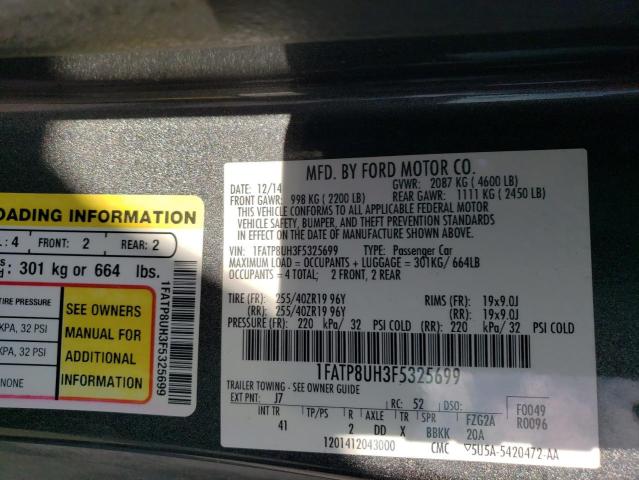 OADING INFORMATION
: 4 FRONT: 2 REAR: 2
: 301 kg or 664 lbs.
TIRE PRESSURE
KPA, 32 PSI
KPA, 32 PSI
NONE
SEE OWNERS
MANUAL FOR
ADDITIONAL
INFORMATION
1FATP8UH3F5325699
MFD. BY FORD MOTOR CO.
DATE: 12/14 GVWR: 2087 KG ( 4600 LB)
FRONT GAWR: 998 KG ( 2200 LB) REAR GAWR: 1111 KG ( 2450 LB)
THIS VEHICLE CONFORMS TO ALL APPLICABLE FEDERAL MOTOR
VEHICLE SAFETY, BUMPER, AND THEFT PREVENTION STANDARDS
IN EFFECT ON THE DATE OF MANUFACTURE SHOWN ABOVE.
VIN: 1FATP8UH3F5325699 TYPE: Passenger Car
MAXIMUM LOAD = OCCUPANTS + LUGGAGE = 301KG/ 664LB
OCCUPANTS = 4 TOTAL: 2 FRONT, 2 REAR
TIRE (FR): 255/40ZR19 96Y RIMS (FR): 19x9.0J
(RR): 255/40ZR19 96Y (RR): 19x9.0J
PRESSURE (FR): 220 kPa/ 32 PSI COLD (RR): 220 kPa/ 32 PSI COLD
1FATP8UH3F5325699
TRAILER TOWING - SEE OWNER GUIDE
EXT PNT: J7 RC: 52 DSO:
INT TR TP/PS R AXLE TR SPR FZG2A F0049
41 2 DD X BBKK 20A R0096
1201412043000 CMC 5U5A-5420472-AA